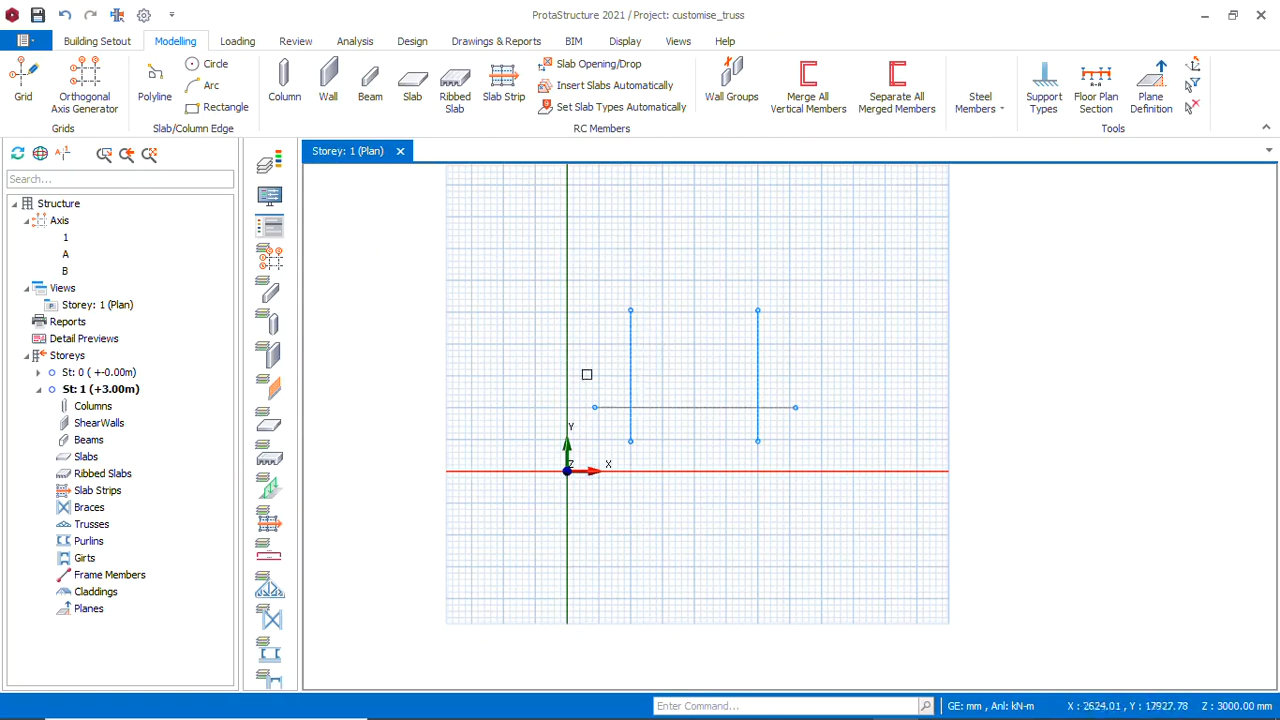 ProtaStructure 2021 / Project: customise_truss
Building Setout Modelling Loading Review Analysis Design Drawings & Reports BIM Display Views Help
Grid
Orthogonal Axis Generator
Grids
Polyline
Circle
Arc
Rectangle
Slab/Column Edge
Column
Wall
Beam
Slab
Ribbed Slab
Slab Strip
Slab Opening/Drop
Insert Slabs Automatically
Set Slab Types Automatically
RC Members
Wall Groups
Merge All Vertical Members
Separate All Merged Members
Steel Members
Support Types
Floor Plan Section
Plane Definition
Tools
Search...
Structure
Axis
1
A
B
Views
Storey: 1 (Plan)
Reports
Detail Previews
Storeys
St: 0 ( +-0.00m)
St: 1 (+3.00m)
Columns
ShearWalls
Beams
Slabs
Ribbed Slabs
Slab Strips
Braces
Trusses
Purlins
Girts
Frame Members
Claddings
Planes
Storey: 1 (Plan)
Y
Z
X
Enter Command...
GE: mm , Anl: kN-m
X : 2624.01 , Y : 17927.78
Z : 3000.00 mm